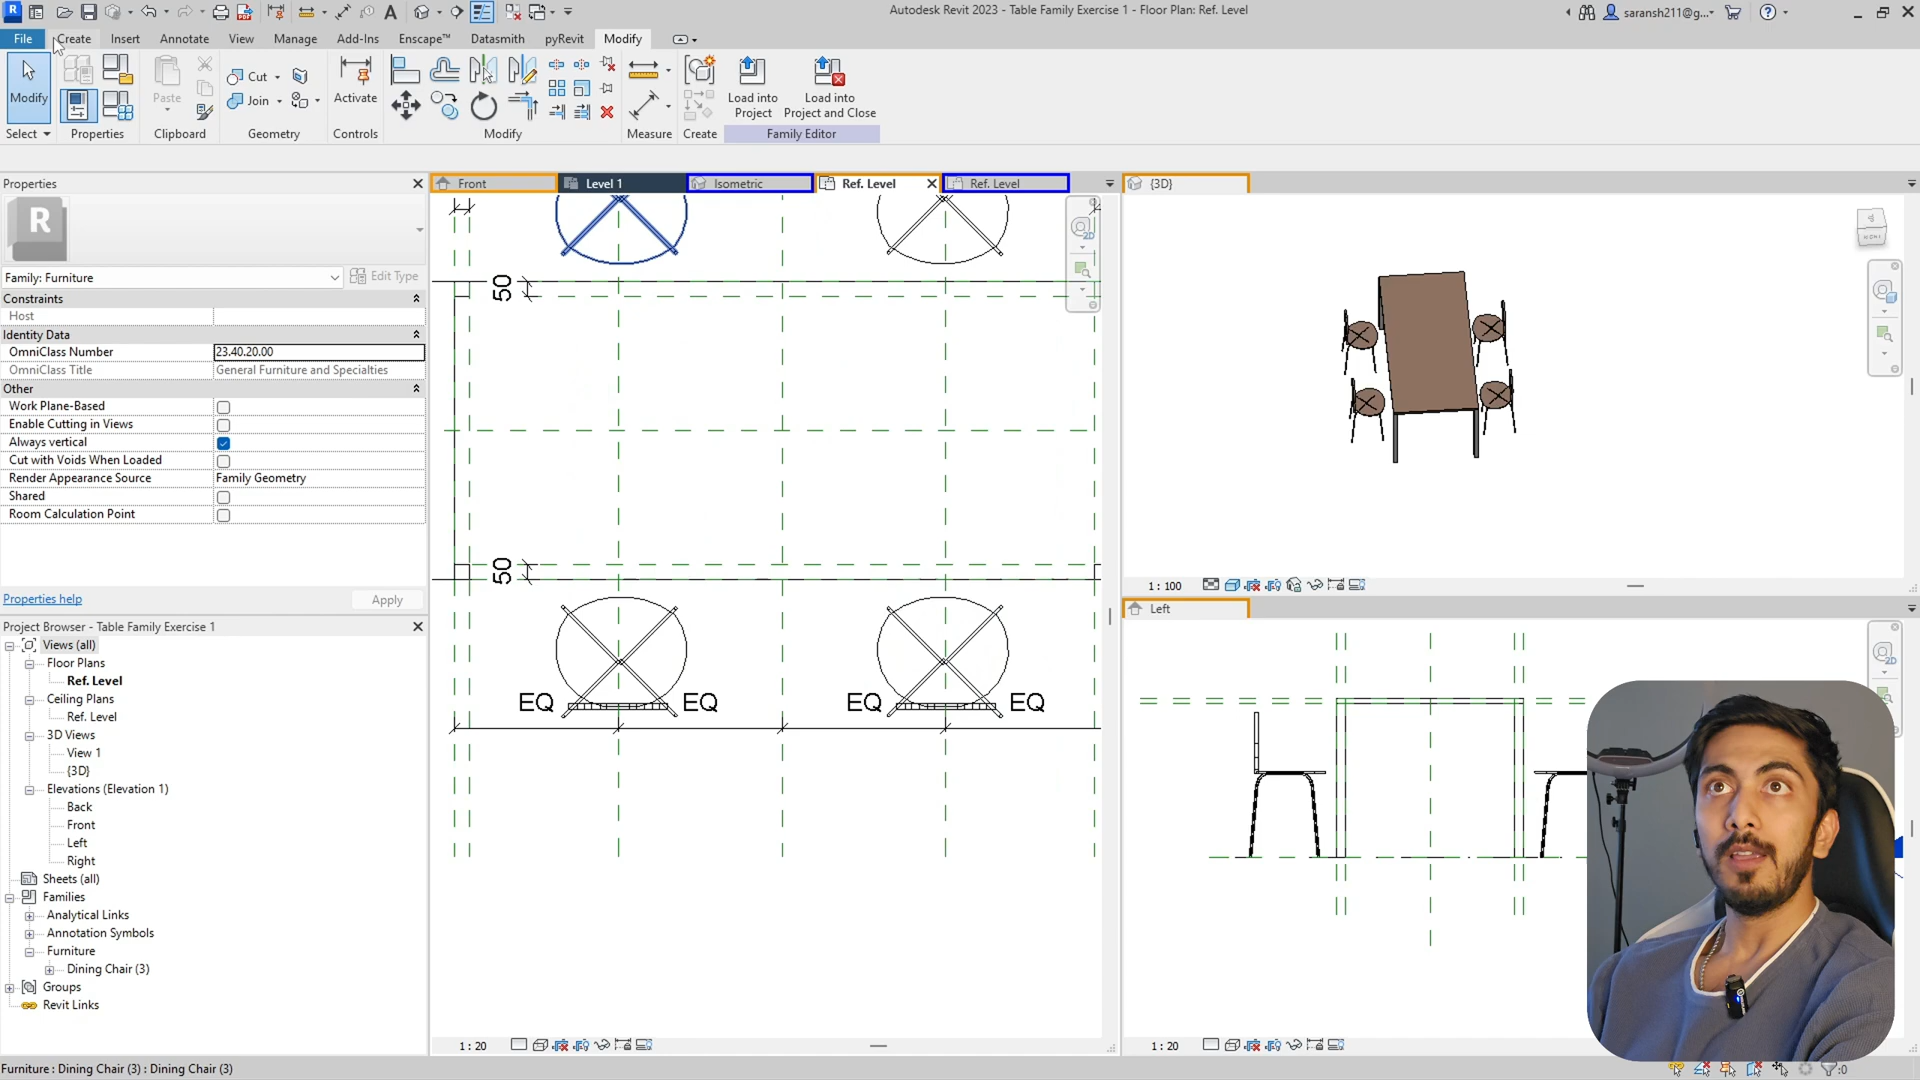 Autodesk Revit 2023 - Table Family Exercise 1 - Floor Plan: Ref. Level
saransh211@g...
File Create Insert Annotate View Manage Add-Ins Enscape™ Datasmith pyRevit Modify
Modify
Paste
Cut
Join
Activate
Load into Project
Load into Project and Close
Select Properties Clipboard Geometry Controls Modify Measure Create Family Editor
Properties
R
Family: Furniture
Edit Type
Constraints
Host
Identity Data
OmniClass Number 23.40.20.00
OmniClass Title General Furniture and Specialties
Other
Work Plane-Based
Enable Cutting in Views
Always vertical
Cut with Voids When Loaded
Render Appearance Source Family Geometry
Shared
Room Calculation Point
Properties help
Apply
Project Browser - Table Family Exercise 1
Views (all)
Floor Plans
Ref. Level
Ceiling Plans
Ref. Level
3D Views
View 1
{3D}
Elevations (Elevation 1)
Back
Front
Left
Right
Sheets (all)
Families
Analytical Links
Annotation Symbols
Furniture
Dining Chair (3)
Groups
Revit Links
Front
Level 1
Isometric
Ref. Level
Ref. Level
50
50
EQ EQ EQ EQ
1 : 20
{3D}
1 : 100
Left
1 : 20
Furniture : Dining Chair (3) : Dining Chair (3)
:0